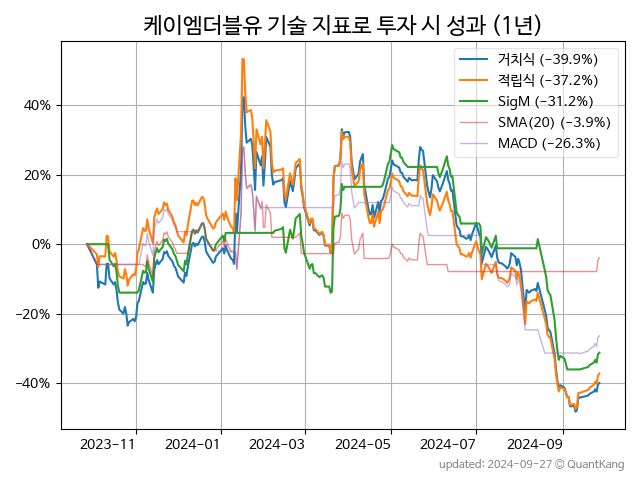 케이엠더블유 기술 지표로 투자 시 성과 (1년)
거치식 (−39.9%)
적립식 (−37.2%)
SigM (−31.2%)
SMA(20) (−3.9%)
MACD (−26.3%)
40%
20%
0%
−20%
−40%
2023-11 2024-01 2024-03 2024-05 2024-07 2024-09
updated: 2024-09-27 © QuantKang